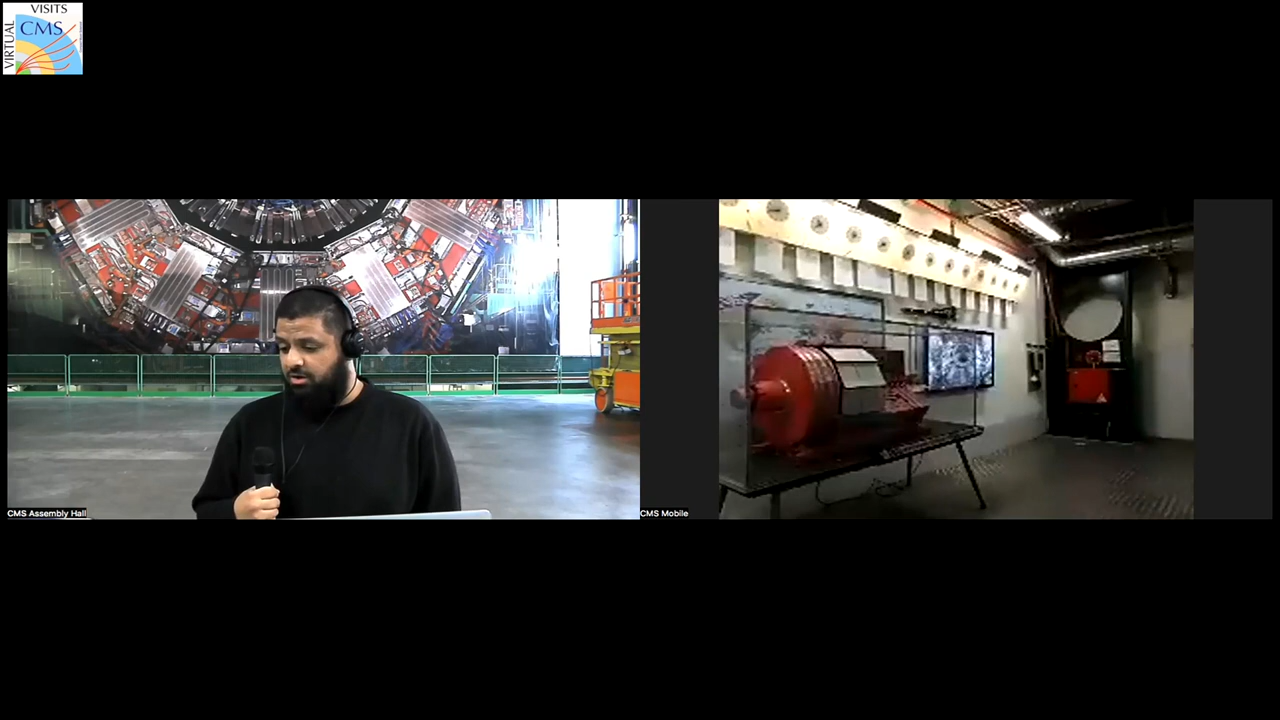 VISITS
CMS
VIRTUAL
CMS Assembly Hall
CMS Mobile